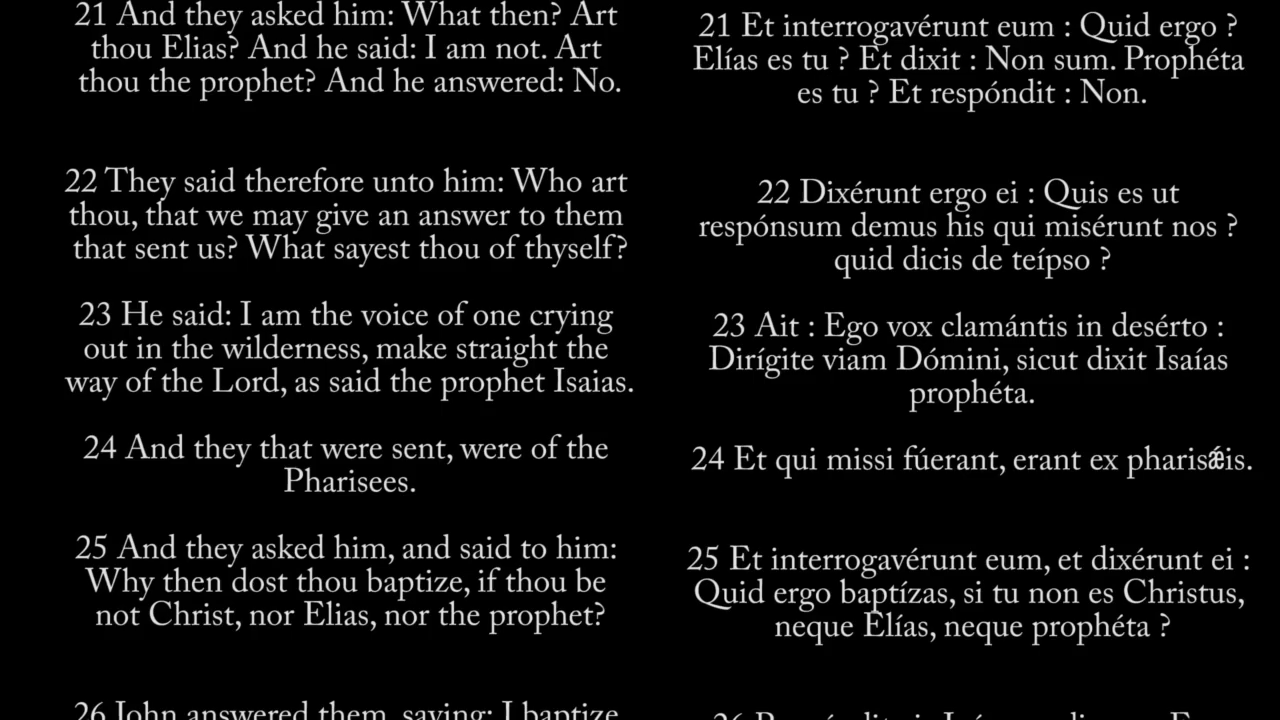 21 And they asked him: What then? Art
thou Elias? And he said: I am not. Art
thou the prophet? And he answered: No.
22 They said therefore unto him: Who art
thou, that we may give an answer to them
that sent us? What sayest thou of thyself?
23 He said: I am the voice of one crying
out in the wilderness, make straight the
way of the Lord, as said the prophet Isaias.
24 And they that were sent, were of the
Pharisees.
25 And they asked him, and said to him:
Why then dost thou baptize, if thou be
not Christ, nor Elias, nor the prophet?
26 John answered them, saying: I baptize
21 Et interrogavérunt eum : Quid ergo ?
Elías es tu ? Et dixit : Non sum. Prophéta
es tu ? Et respóndit : Non.
22 Dixérunt ergo ei : Quis es ut
respónsum demus his qui misérunt nos ?
quid dicis de teípso ?
23 Ait : Ego vox clamántis in desérto :
Dirígite viam Dómini, sicut dixit Isaías
prophéta.
24 Et qui missi fúerant, erant ex pharisǽis.
25 Et interrogavérunt eum, et dixérunt ei :
Quid ergo baptízas, si tu non es Christus,
neque Elías, neque prophéta ?
26